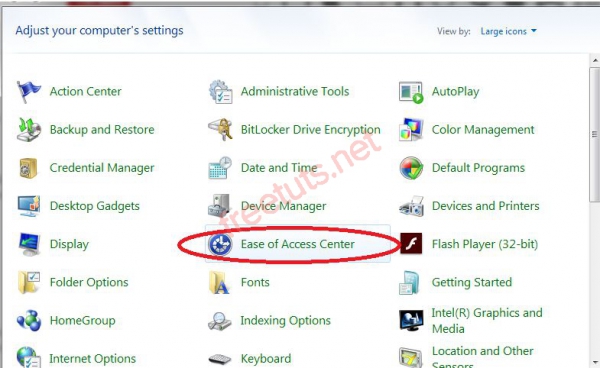 Adjust your computer's settings
View by: Large icons
Action Center
Administrative Tools
AutoPlay
Backup and Restore
BitLocker Drive Encryption
Color Management
Credential Manager
Date and Time
Default Programs
Desktop Gadgets
Device Manager
Devices and Printers
Display
Ease of Access Center
Flash Player (32-bit)
Folder Options
Fonts
Getting Started
HomeGroup
Indexing Options
Intel(R) Graphics and
Media
Internet Options
Keyboard
Location and Other
Sensors
freetuts.net